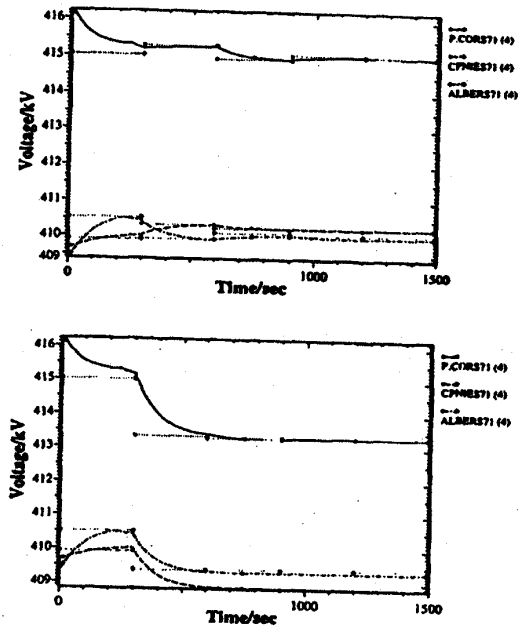 416
415
414
413
412
411
410
409
Voltage/kV
0
1000
1500
Time/sec
P.CORS71 (4)
CPNIES71 (4)
ALBERS71 (4)
416
415
414
413
412
411
410
409
Voltage/kV
0
1000
1500
Time/sec
P.CORS71 (4)
CPNIES71 (4)
ALBERS71 (4)